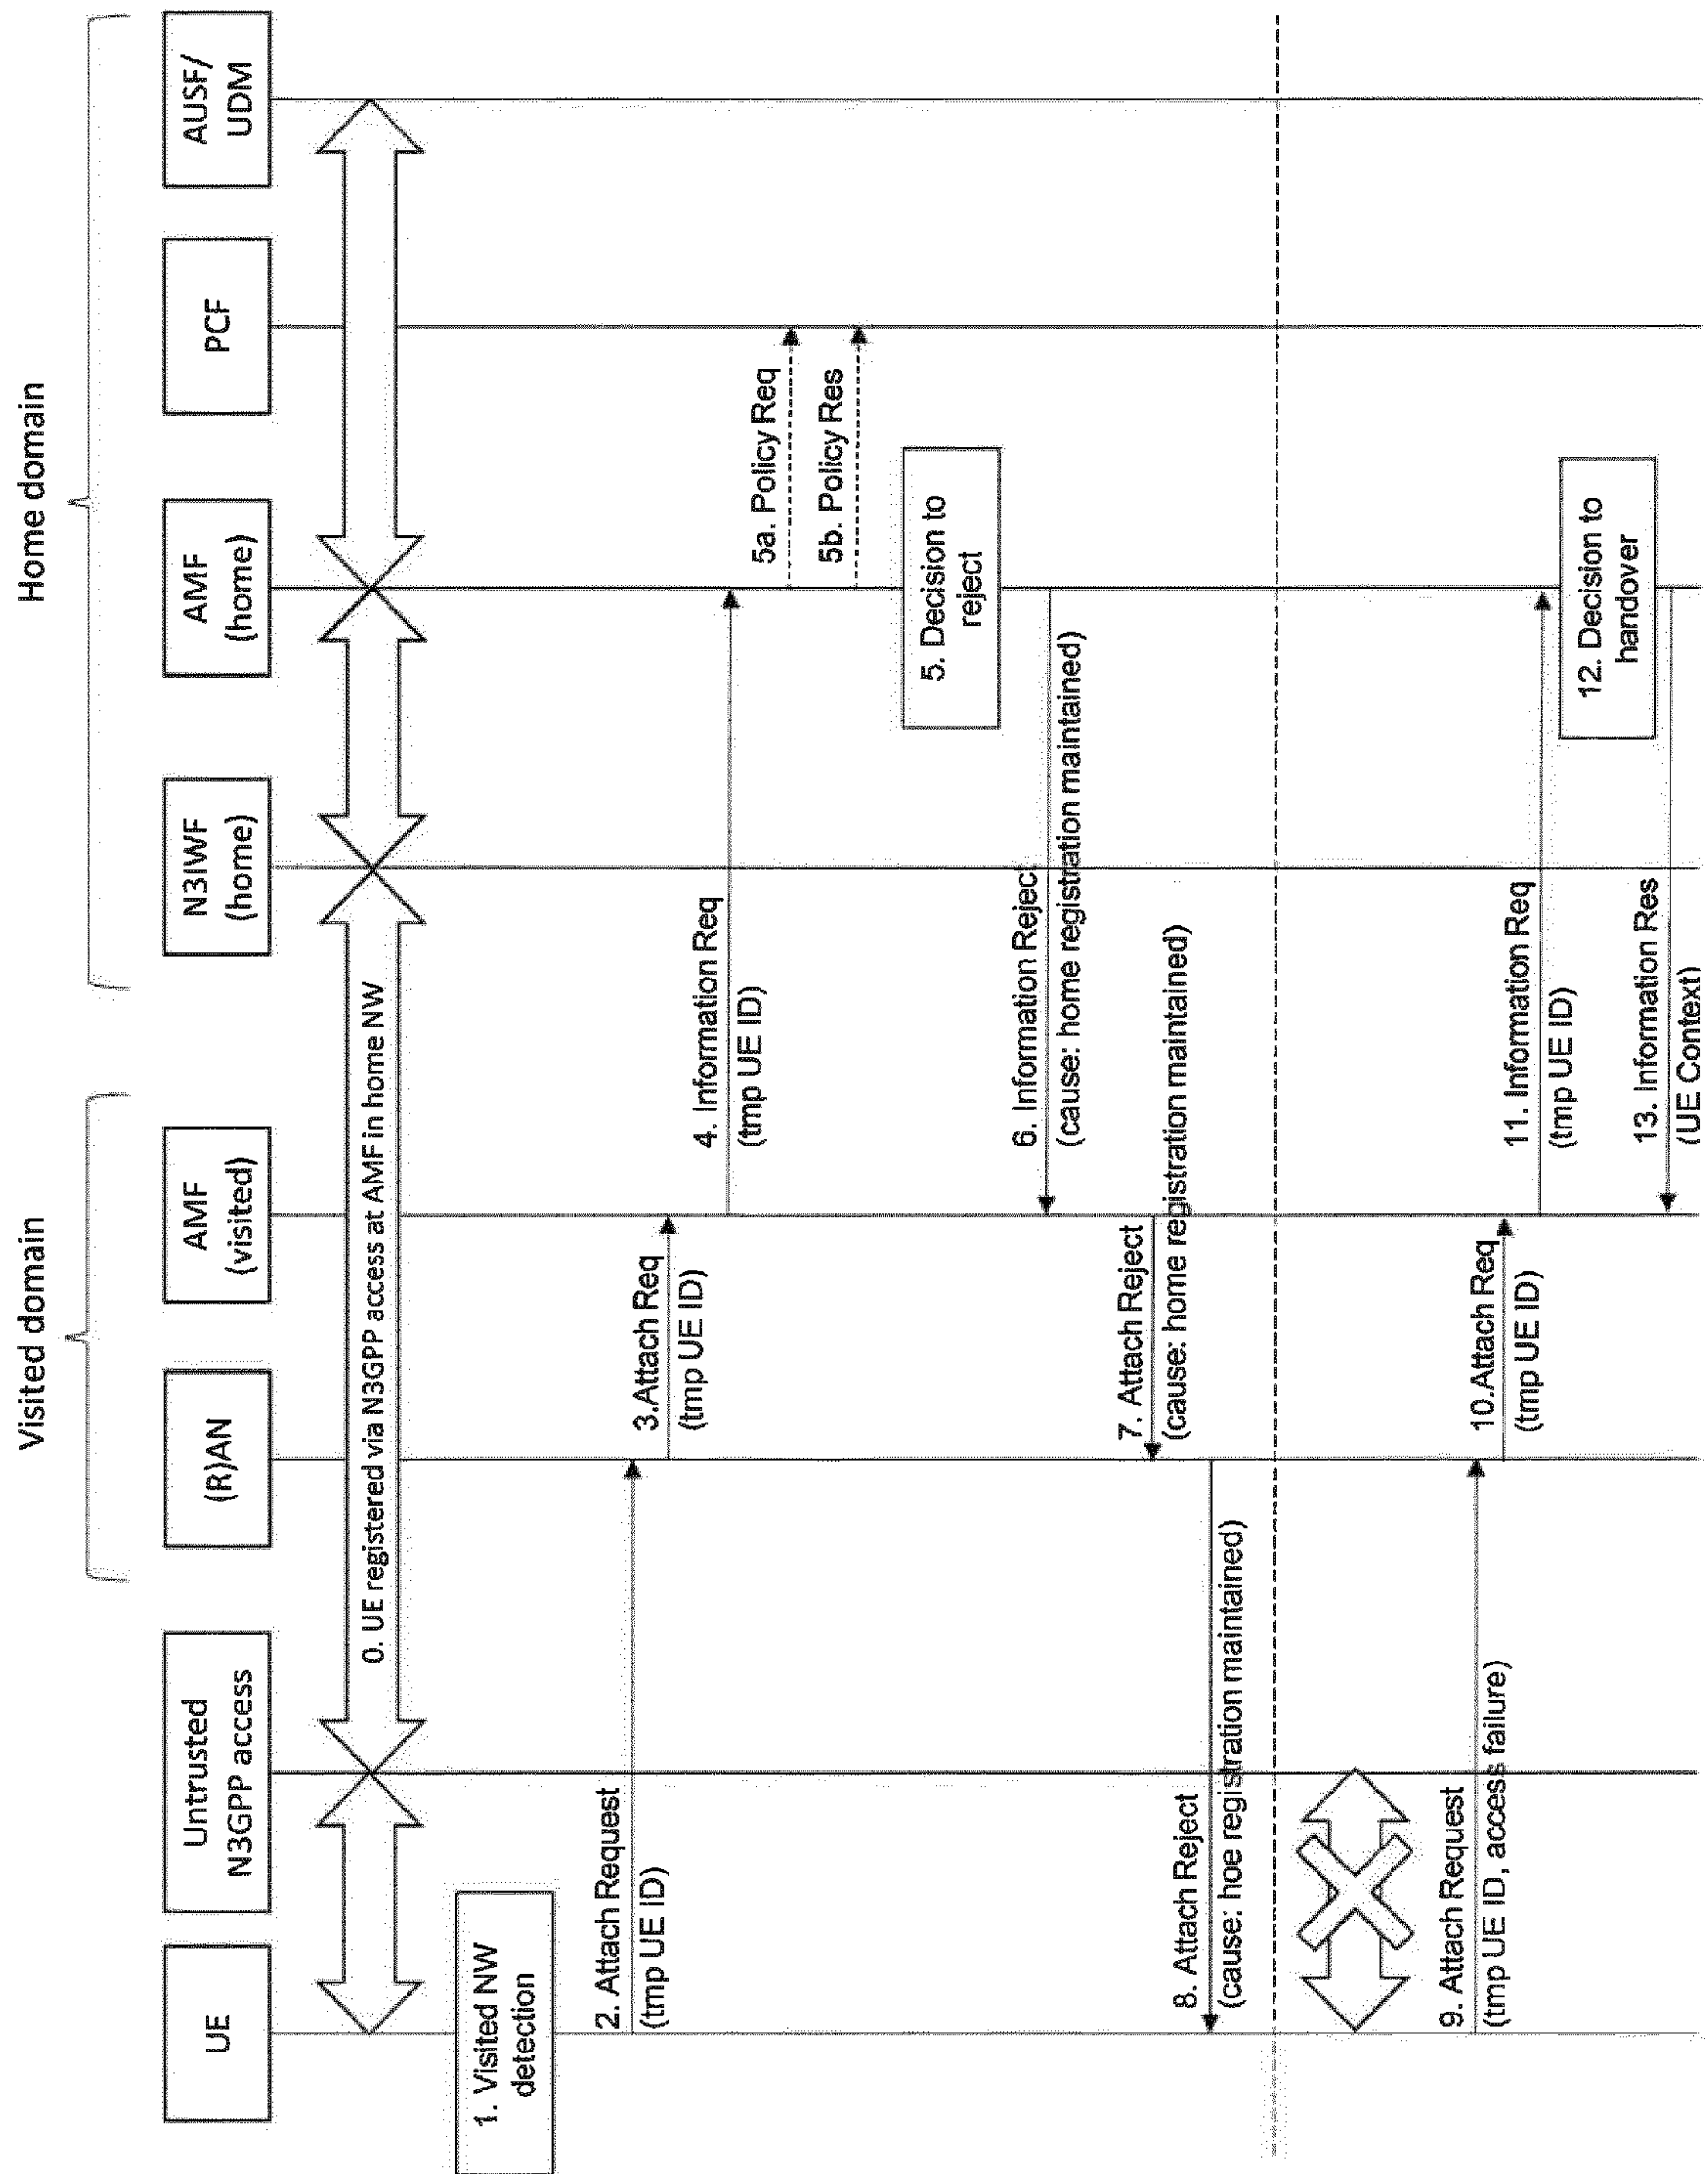 Visited domain
Home domain
UE
Untrusted
N3GPP access
(R)AN
AMF
(visited)
N3IWF
(home)
AMF
(home)
PCF
AUSF/
UDM
0. UE registered via N3GPP access at AMF in home NW
1. Visited NW
detection
2. Attach Request
(tmp UE ID)
3.Attach Req
(tmp UE ID)
4. Information Req
(tmp UE ID)
5a. Policy Req
5b. Policy Res
5. Decision to
reject
6. Information Reject
(cause: home registration maintained)
7. Attach Reject
(cause: home registration maintained)
8. Attach Reject
(cause: hoe registration maintained)
9. Attach Request
(tmp UE ID, access failure)
10.Attach Req
(tmp UE ID)
11. Information Req
(tmp UE ID)
12. Decision to
handover
13. Information Res
(UE Context)